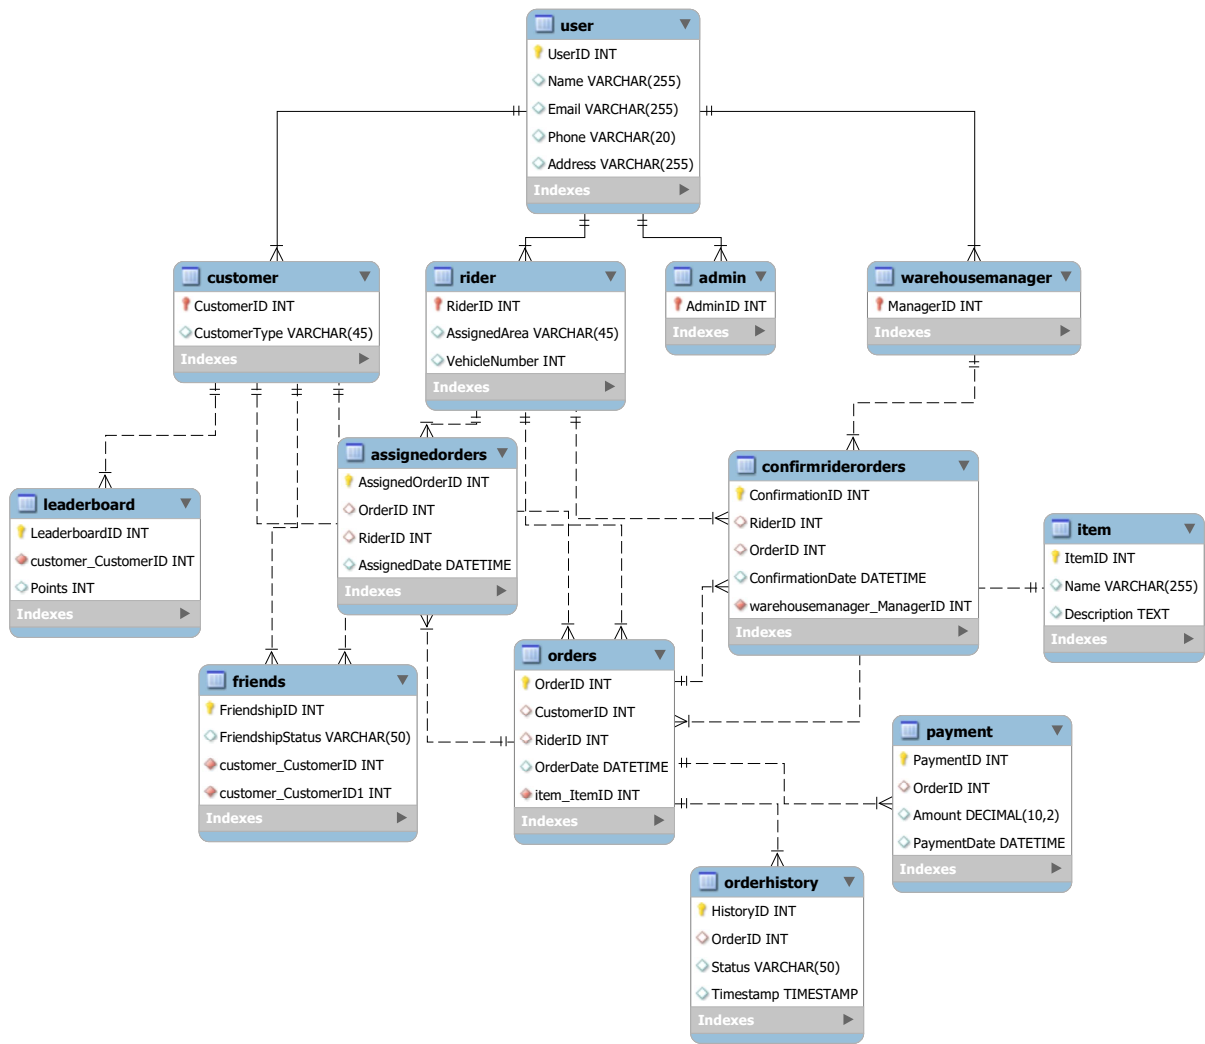 user
UserID INT
Name VARCHAR(255)
Email VARCHAR(255)
Phone VARCHAR(20)
Address VARCHAR(255)
Indexes
customer
CustomerID INT
CustomerType VARCHAR(45)
Indexes
rider
RiderID INT
AssignedArea VARCHAR(45)
VehicleNumber INT
Indexes
admin
AdminID INT
Indexes
warehousemanager
ManagerID INT
Indexes
leaderboard
LeaderboardID INT
customer_CustomerID INT
Points INT
Indexes
assignedorders
AssignedOrderID INT
OrderID INT
RiderID INT
AssignedDate DATETIME
Indexes
confirmriderorders
ConfirmationID INT
RiderID INT
OrderID INT
ConfirmationDate DATETIME
warehousemanager_ManagerID INT
Indexes
item
ItemID INT
Name VARCHAR(255)
Description TEXT
Indexes
friends
FriendshipID INT
FriendshipStatus VARCHAR(50)
customer_CustomerID INT
customer_CustomerID1 INT
Indexes
orders
OrderID INT
CustomerID INT
RiderID INT
OrderDate DATETIME
item_ItemID INT
Indexes
payment
PaymentID INT
OrderID INT
Amount DECIMAL(10,2)
PaymentDate DATETIME
Indexes
orderhistory
HistoryID INT
OrderID INT
Status VARCHAR(50)
Timestamp TIMESTAMP
Indexes